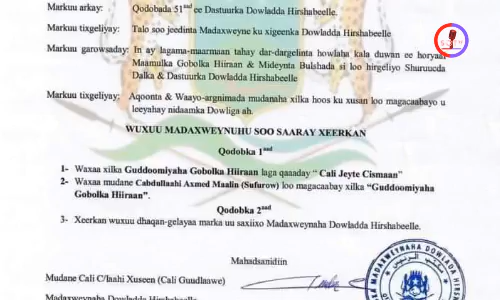 Markuu arkay: Qodobada 51aad ee Dastuurka Dowladda Hirshabeelle.
Markuu tixgeliyay: Talo soo jeedinta Madaxweyne ku xigeenka Dowladda Hirshabeelle
Markuu garowsaday: In ay lagama-maarmaan tahay dar-dargelinta howlaha kala duwan ee horyaal
Maamulka Gobolka Hiiraan & Mideynta Bulshada si loo hirgeliyo Shuruucda
Dalka & Dastuurka Dowladda Hirshabeelle
Markuu tixgeliyay: Aqoonta & Waayo-argnimada mudanaha xilka hoos ku xusan loo magacaabayo u
leeyahay nidaamka Dowliga ah.
WUXUU MADAXWEYNUHU SOO SAARAY XEERKAN
Qodobka 1aad
1- Waxaa xilka Guddoomiyaha Gobolka Hiiraan laga qaaaday “ Cali Jeyte Cismaan”
2- Waxaa mudane Cabdullaahi Axmed Maalin (Sufurow) loo magacaabay xilka “Guddoomiyaha
Gobolka Hiiraan”.
Qodobka 2aad
3- Xeerkan wuxuu dhaqan-gelayaa marka uu saxiixo Madaxweynaha Dowladda Hirshabeelle.
Mahadsanidiin
Mudane Cali C/laahi Xuseen (Cali Guudlaawe)
Madaxweynaha Dowladda Hirshabeelle
MADAXWEYNAHA DOWLADA HIRSH